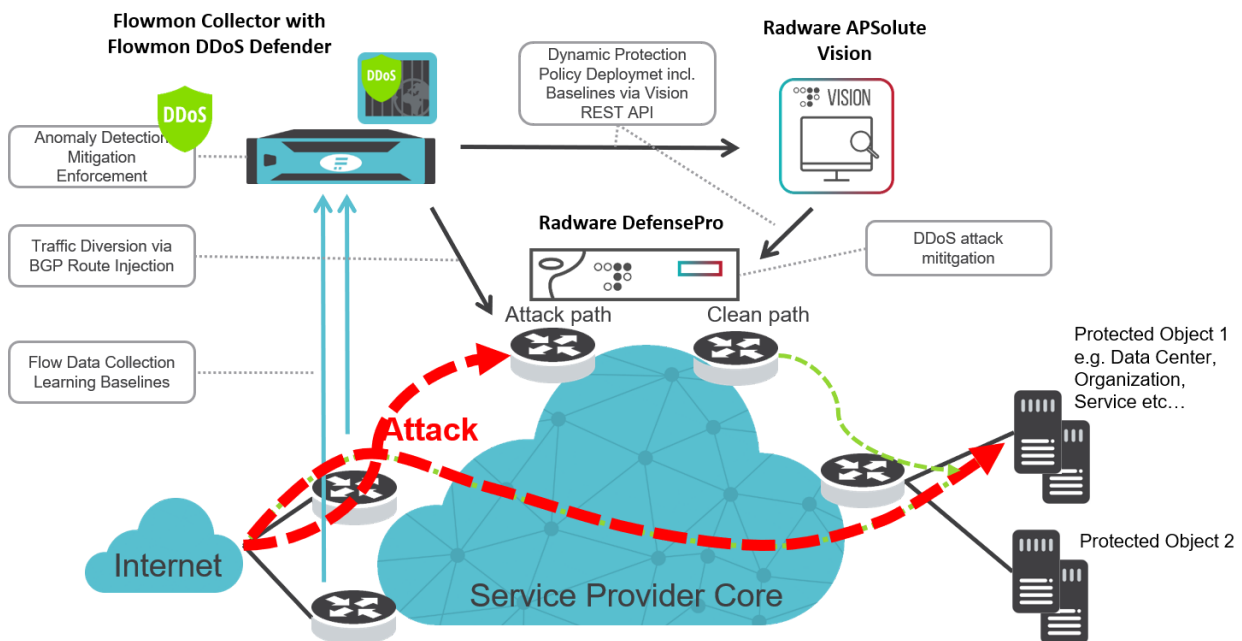 Flowmon Collector with
Flowmon DDoS Defender
Radware APSolute
Vision
Dynamic Protection
Policy Deploymet incl.
Baselines via Vision
REST API
DDoS
DDoS
VISION
Anomaly Detection
Mitigation
Enforcement
Radware DefensePro
Traffic Diversion via
BGP Route Injection
DDoS attack
mititgation
Attack path
Clean path
Protected Object 1
e.g. Data Center,
Organization,
Service etc…
Flow Data Collection
Learning Baselines
Attack
Internet
Protected Object 2
Service Provider Core